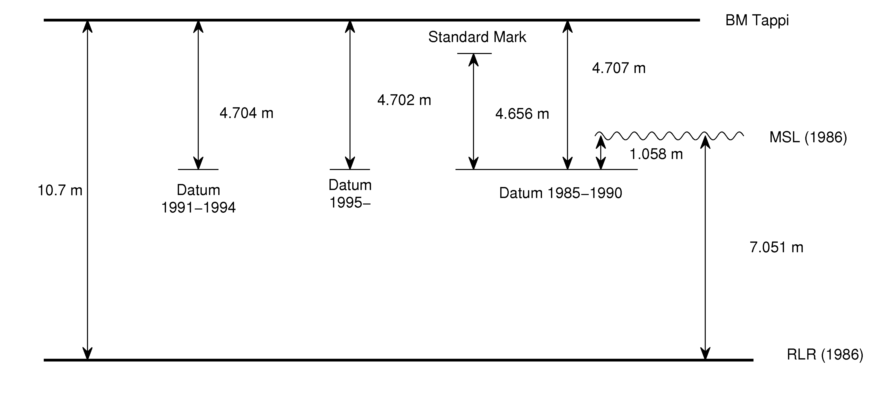 BM Tappi
Standard Mark
4.707 m
4.702 m
4.704 m
4.656 m
MSL (1986)
1.058 m
Datum
1991–1994
Datum
1995–
Datum 1985–1990
10.7 m
7.051 m
RLR (1986)